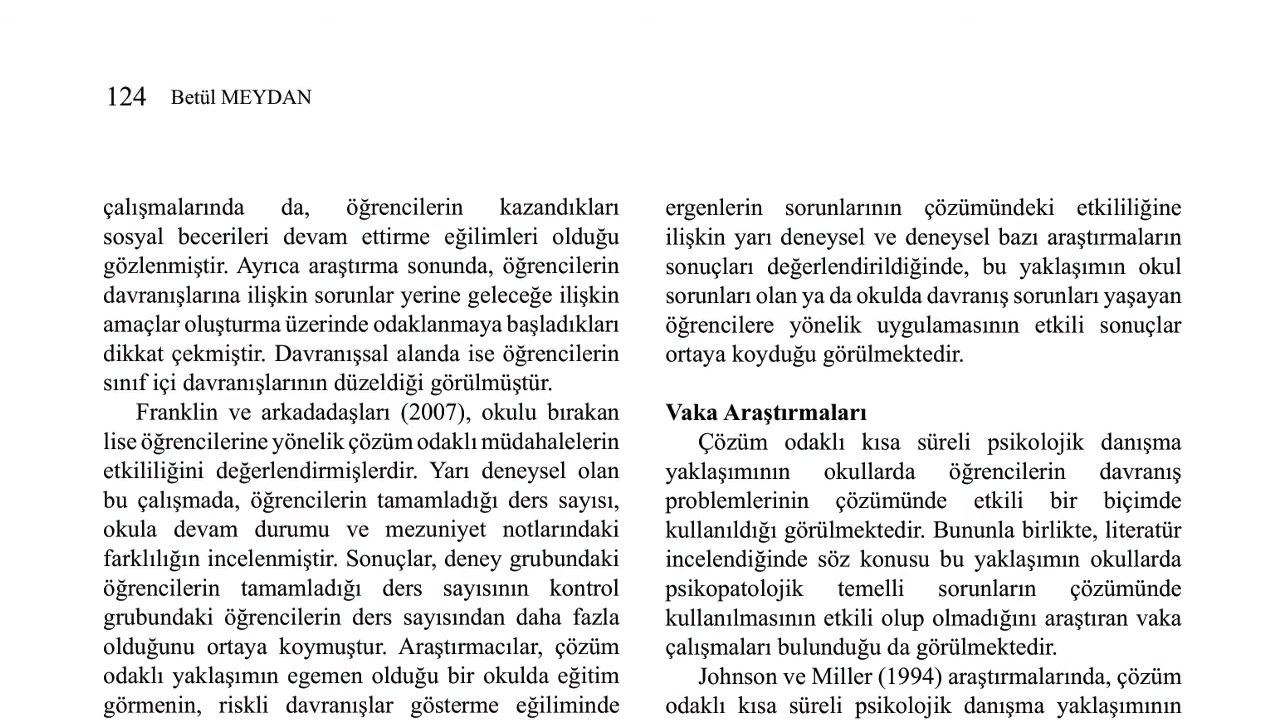 124 Betül MEYDAN
çalışmalarında da, öğrencilerin kazandıkları
sosyal becerileri devam ettirme eğilimleri olduğu
gözlenmiştir. Ayrıca araştırma sonunda, öğrencilerin
davranışlarına ilişkin sorunlar yerine geleceğe ilişkin
amaçlar oluşturma üzerinde odaklanmaya başladıkları
dikkat çekmiştir. Davranışsal alanda ise öğrencilerin
sınıf içi davranışlarının düzeldiği görülmüştür.
Franklin ve arkadadaşları (2007), okulu bırakan
lise öğrencilerine yönelik çözüm odaklı müdahalelerin
etkililiğini değerlendirmişlerdir. Yarı deneysel olan
bu çalışmada, öğrencilerin tamamladığı ders sayısı,
okula devam durumu ve mezuniyet notlarındaki
farklılığın incelenmiştir. Sonuçlar, deney grubundaki
öğrencilerin tamamladığı ders sayısının kontrol
grubundaki öğrencilerin ders sayısından daha fazla
olduğunu ortaya koymuştur. Araştırmacılar, çözüm
odaklı yaklaşımın egemen olduğu bir okulda eğitim
görmenin, riskli davranışlar gösterme eğiliminde
ergenlerin sorunlarının çözümündeki etkililiğine
ilişkin yarı deneysel ve deneysel bazı araştırmaların
sonuçları değerlendirildiğinde, bu yaklaşımın okul
sorunları olan ya da okulda davranış sorunları yaşayan
öğrencilere yönelik uygulamasının etkili sonuçlar
ortaya koyduğu görülmektedir.
Vaka Araştırmaları
Çözüm odaklı kısa süreli psikolojik danışma
yaklaşımının okullarda öğrencilerin davranış
problemlerinin çözümünde etkili bir biçimde
kullanıldığı görülmektedir. Bununla birlikte, literatür
incelendiğinde söz konusu bu yaklaşımın okullarda
psikopatolojik temelli sorunların çözümünde
kullanılmasının etkili olup olmadığını araştıran vaka
çalışmaları bulunduğu da görülmektedir.
Johnson ve Miller (1994) araştırmalarında, çözüm
odaklı kısa süreli psikolojik danışma yaklaşımının